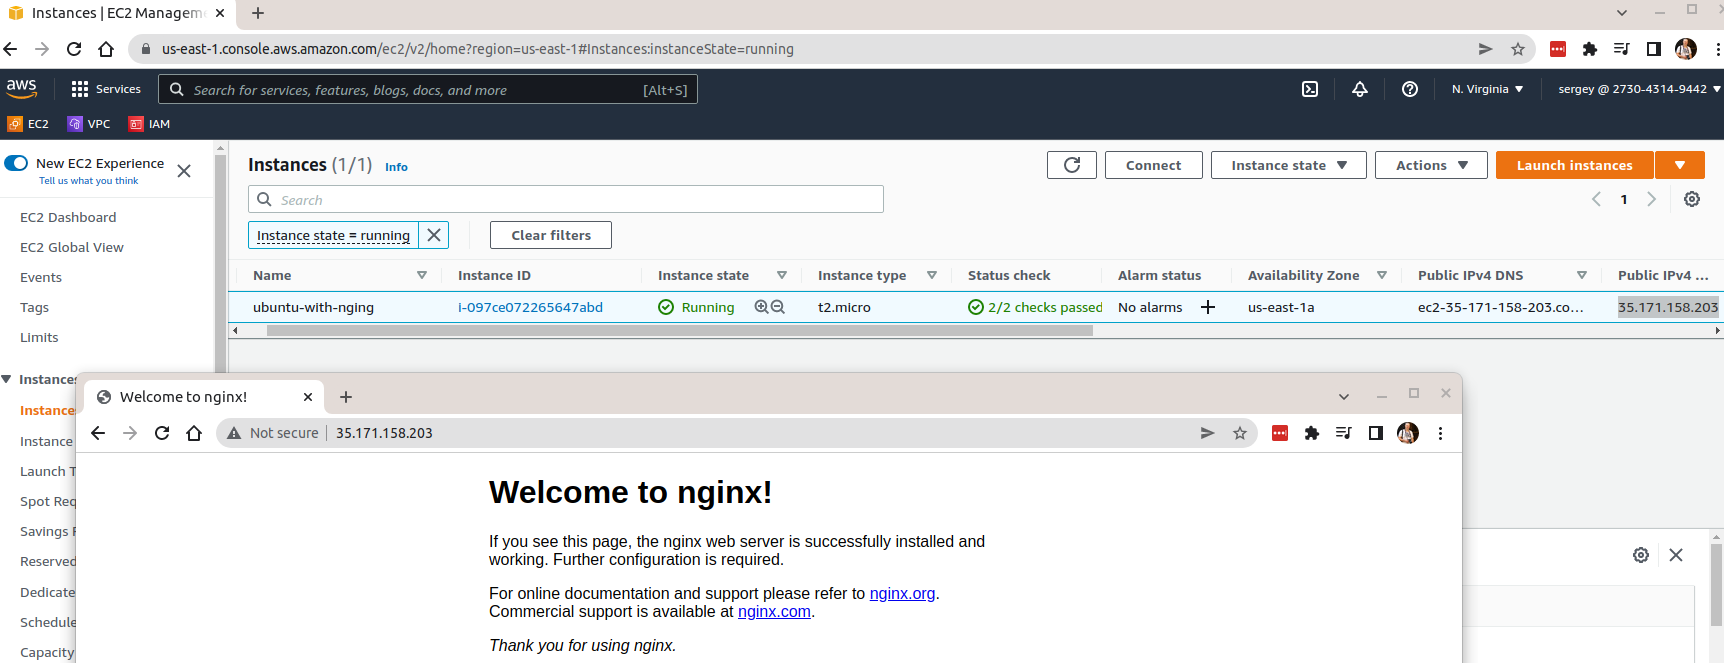 Instances | EC2 Managem
us-east-1.console.aws.amazon.com/ec2/v2/home?region=us-east-1#Instances:instanceState=running
aws Services Search for services, features, blogs, docs, and more [Alt+S] N. Virginia sergey @ 2730-4314-9442
EC2 VPC IAM
New EC2 Experience
Tell us what you think
EC2 Dashboard
EC2 Global View
Events
Tags
Limits
Instances
Instances
Instance
Launch T
Spot Req
Savings
Reserved
Dedicate
Schedule
Capacity
Instances (1/1) Info
Connect Instance state Actions Launch instances
Search
1
Instance state = running Clear filters
Name Instance ID Instance state Instance type Status check Alarm status Availability Zone Public IPv4 DNS Public IPv4 ...
ubuntu-with-nging i-097ce072265647abd Running t2.micro 2/2 checks passed No alarms us-east-1a ec2-35-171-158-203.co... 35.171.158.203
Welcome to nginx!
Not secure 35.171.158.203
Welcome to nginx!
If you see this page, the nginx web server is successfully installed and
working. Further configuration is required.
For online documentation and support please refer to nginx.org.
Commercial support is available at nginx.com.
Thank you for using nginx.